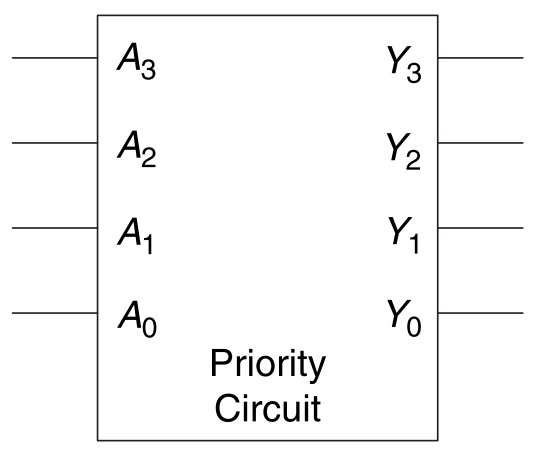 A₃ Y₃
A₂ Y₂
A₁ Y₁
A₀ Y₀
Priority
Circuit